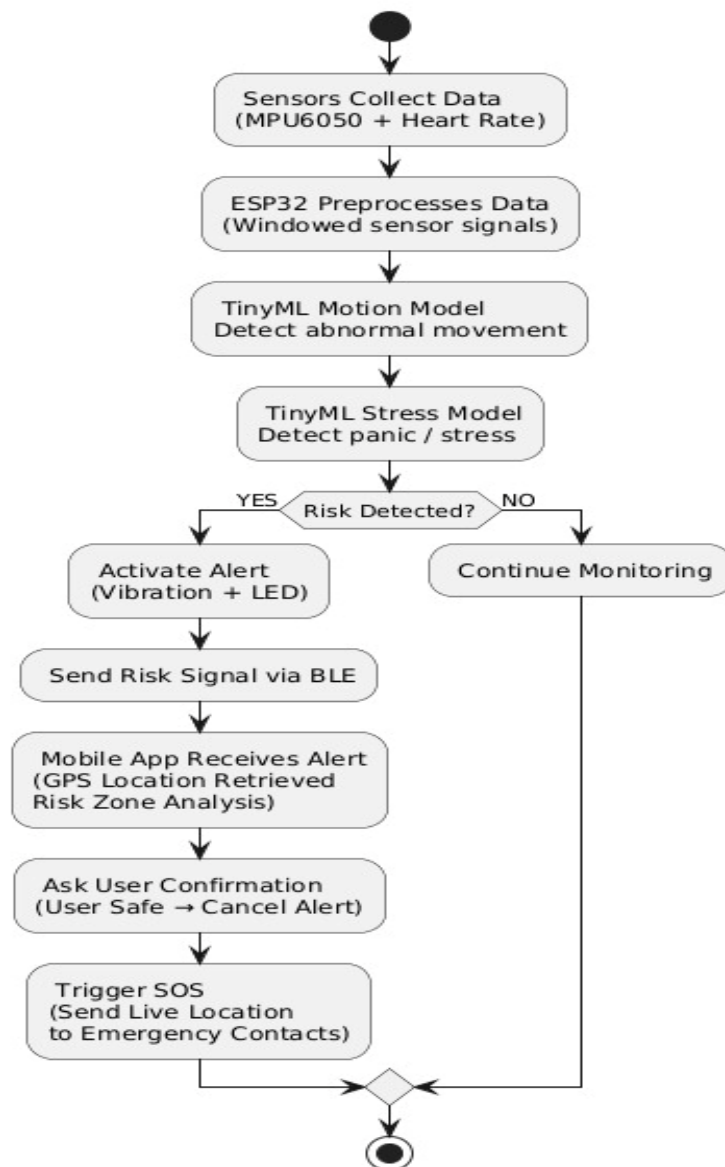 Sensors Collect Data
(MPU6050 + Heart Rate)
ESP32 Preprocesses Data
(Windowed sensor signals)
TinyML Motion Model
Detect abnormal movement
TinyML Stress Model
Detect panic / stress
YES
Risk Detected?
NO
Activate Alert
(Vibration + LED)
Continue Monitoring
Send Risk Signal via BLE
Mobile App Receives Alert
(GPS Location Retrieved
Risk Zone Analysis)
Ask User Confirmation
(User Safe → Cancel Alert)
Trigger SOS
(Send Live Location
to Emergency Contacts)